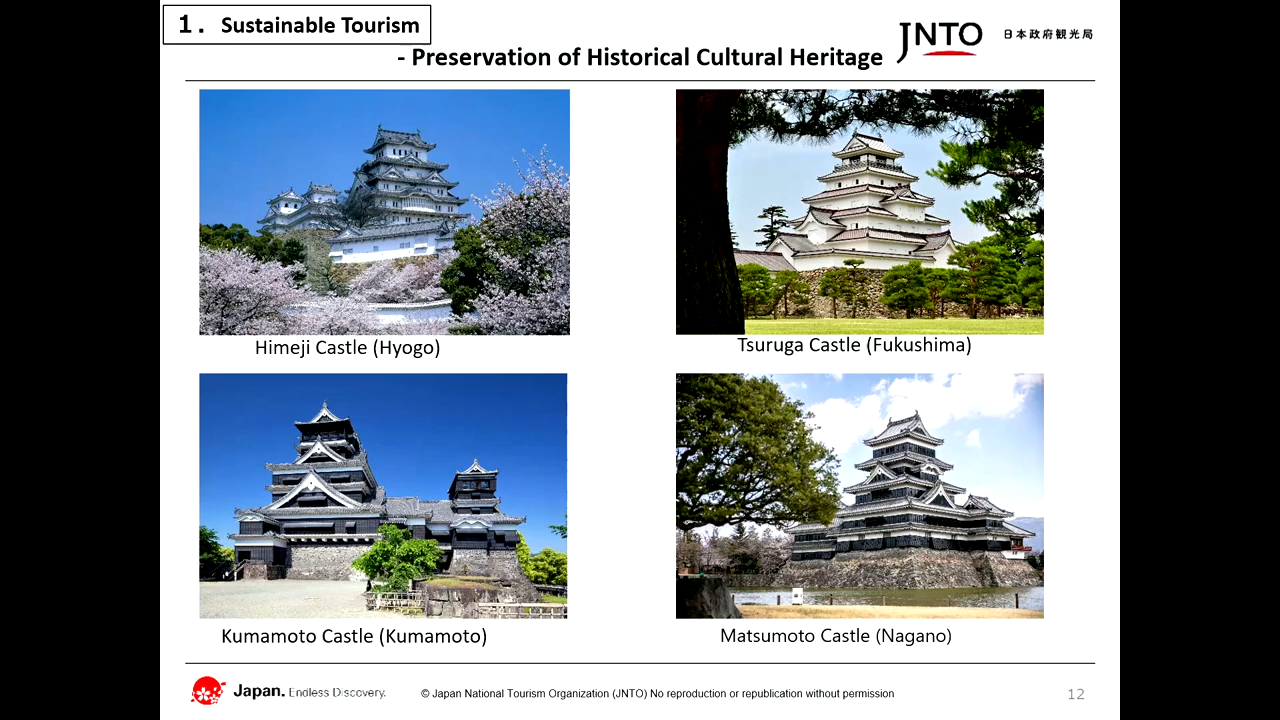 1. Sustainable Tourism
- Preservation of Historical Cultural Heritage
JNTO 日本政府観光局
Himeji Castle (Hyogo)
Tsuruga Castle (Fukushima)
Kumamoto Castle (Kumamoto)
Matsumoto Castle (Nagano)
Japan. Endless Discovery.
© Japan National Tourism Organization (JNTO) No reproduction or republication without permission
12